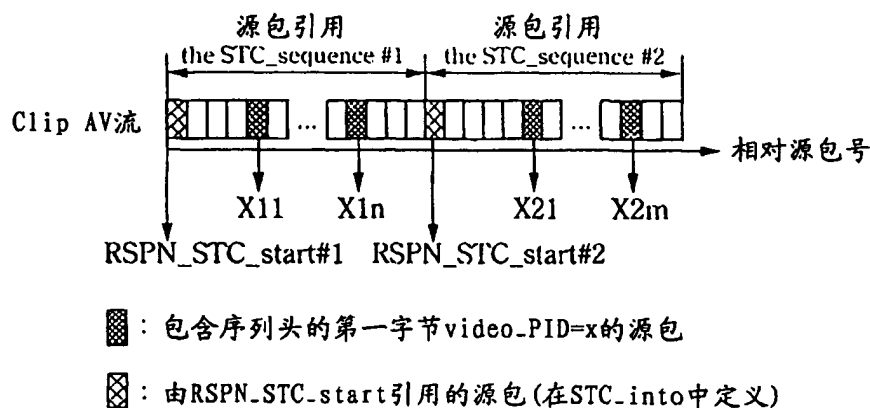 源包引用 源包引用
the STC_sequence #1 the STC_sequence #2
Clip AV流 ... ...
相对源包号
X11 X1n X21 X2m
RSPN_STC_start#1 RSPN_STC_start#2
：包含序列头的第一字节video_PID=x的源包
：由RSPN_STC_start引用的源包(在STC_into中定义)